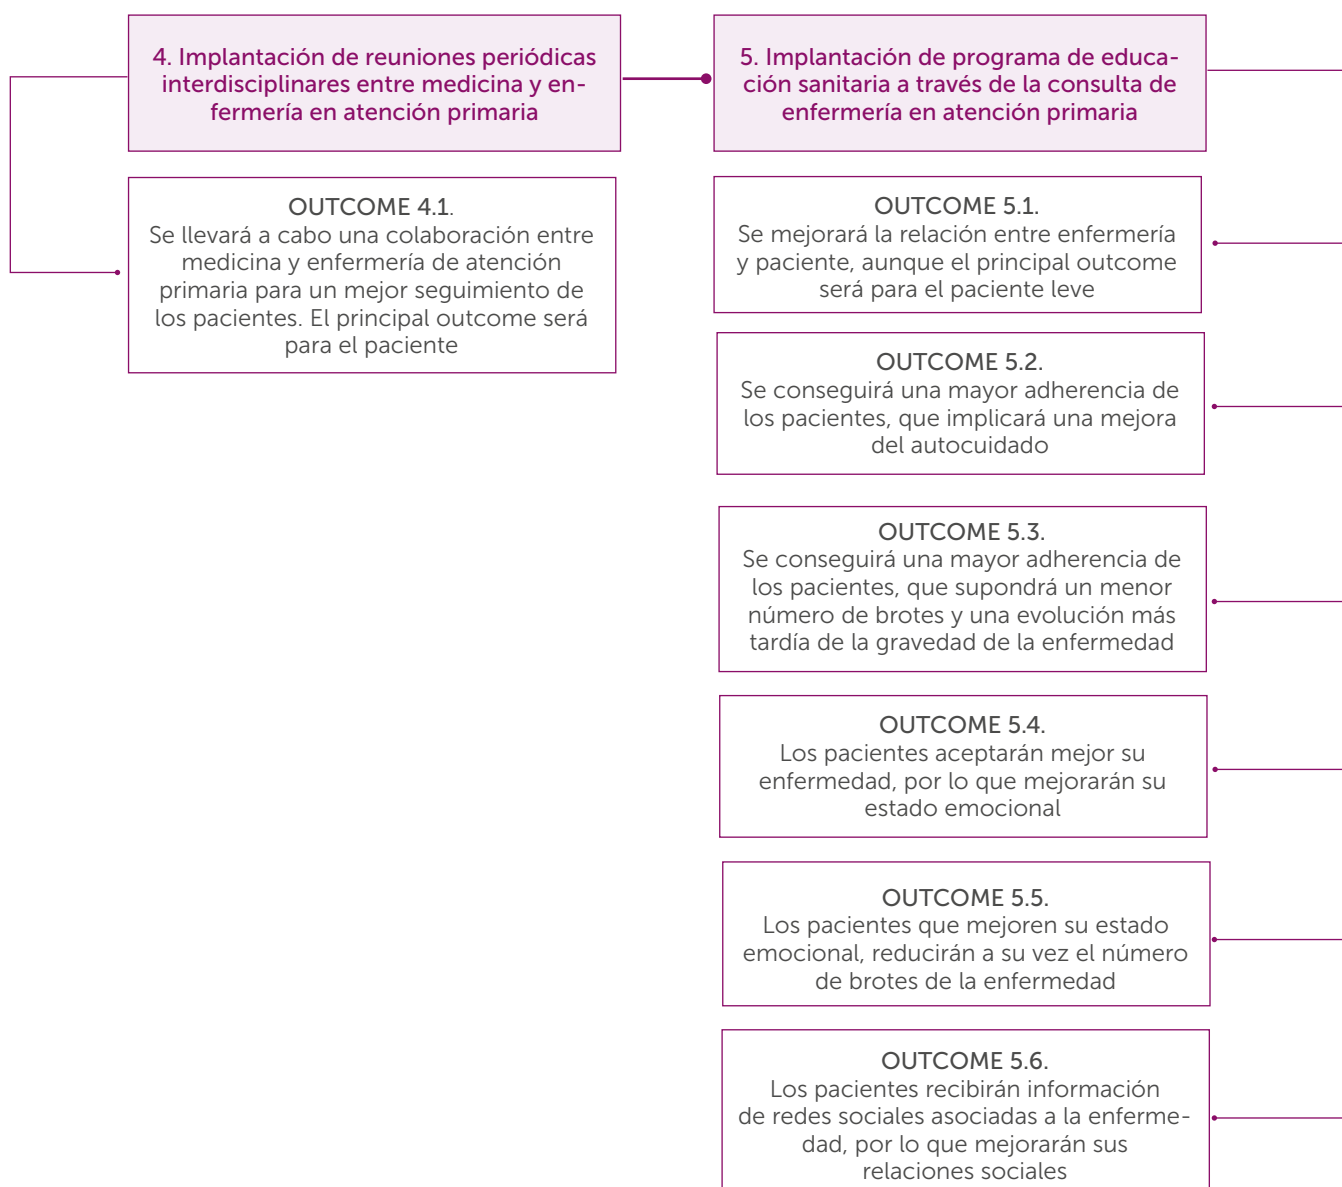 4. Implantación de reuniones periódicas
interdisciplinares entre medicina y en-
fermería en atención primaria
OUTCOME 4.1.
Se llevará a cabo una colaboración entre
medicina y enfermería de atención
primaria para un mejor seguimiento de
los pacientes. El principal outcome será
para el paciente
5. Implantación de programa de educa-
ción sanitaria a través de la consulta de
enfermería en atención primaria
OUTCOME 5.1.
Se mejorará la relación entre enfermería
y paciente, aunque el principal outcome
será para el paciente leve
OUTCOME 5.2.
Se conseguirá una mayor adherencia de
los pacientes, que implicará una mejora
del autocuidado
OUTCOME 5.3.
Se conseguirá una mayor adherencia de
los pacientes, que supondrá un menor
número de brotes y una evolución más
tardía de la gravedad de la enfermedad
OUTCOME 5.4.
Los pacientes aceptarán mejor su
enfermedad, por lo que mejorarán su
estado emocional
OUTCOME 5.5.
Los pacientes que mejoren su estado
emocional, reducirán a su vez el número
de brotes de la enfermedad
OUTCOME 5.6.
Los pacientes recibirán información
de redes sociales asociadas a la enferme-
dad, por lo que mejorarán sus
relaciones sociales